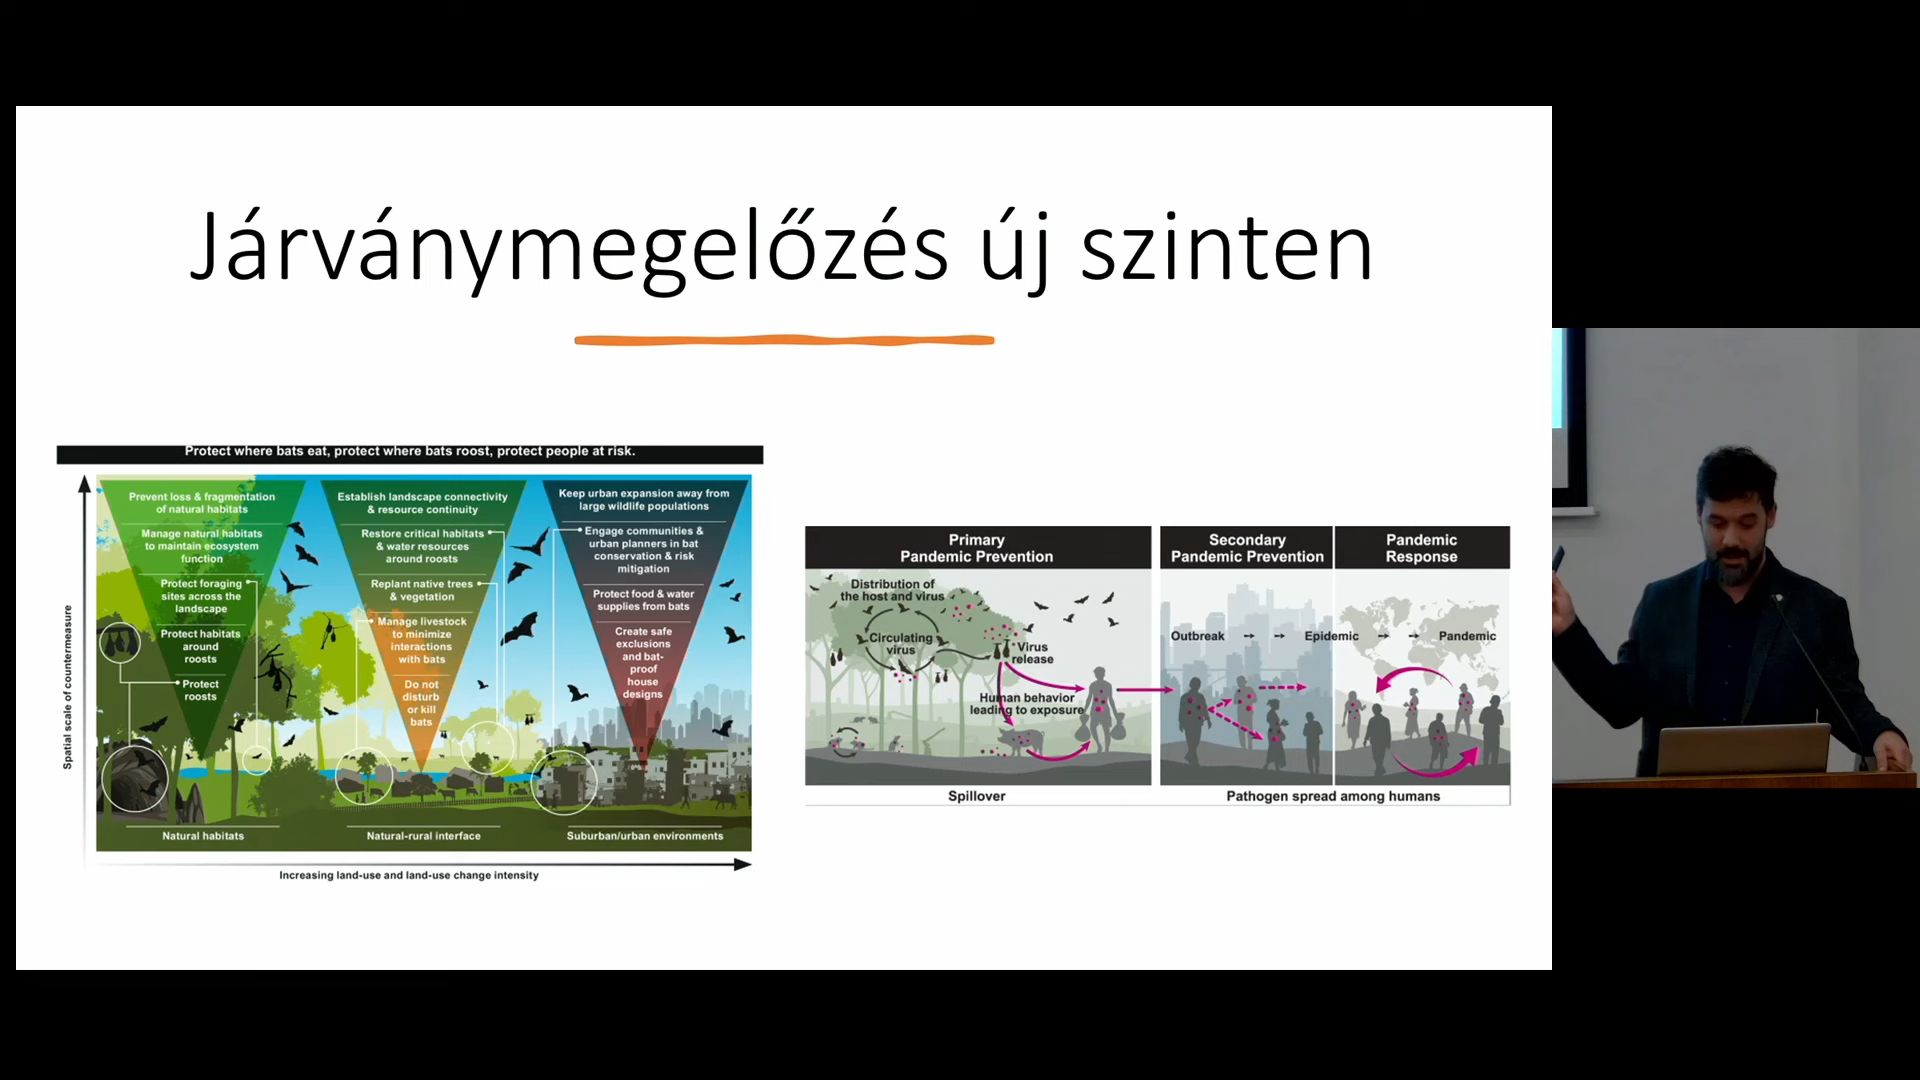 Járványmegelőzés új szinten
Protect where bats eat, protect where bats roost, protect people at risk.
Spatial scale of countermeasure
Prevent loss & fragmentation
of natural habitats
Manage natural habitats
to maintain ecosystem
function
Protect foraging
sites across the
landscape
Protect habitats
around
roosts
Protect
roosts
Natural habitats
Establish landscape connectivity
& resource continuity
Restore critical habitats
& water resources
around roosts
Replant native trees
& vegetation
Manage livestock
to minimize
interactions
with bats
Do not
disturb
or kill
bats
Natural-rural interface
Keep urban expansion away from
large wildlife populations
Engage communities &
urban planners in bat
conservation & risk
mitigation
Protect food & water
supplies from bats
Create safe
exclusions
and bat-
proof
house
designs
Suburban/urban environments
Increasing land-use and land-use change intensity
Primary
Pandemic Prevention
Distribution of
the host and virus
Circulating
virus
Virus
release
Human behavior
leading to exposure
Spillover
Secondary
Pandemic Prevention
Pandemic
Response
Outbreak
Epidemic
Pandemic
Pathogen spread among humans